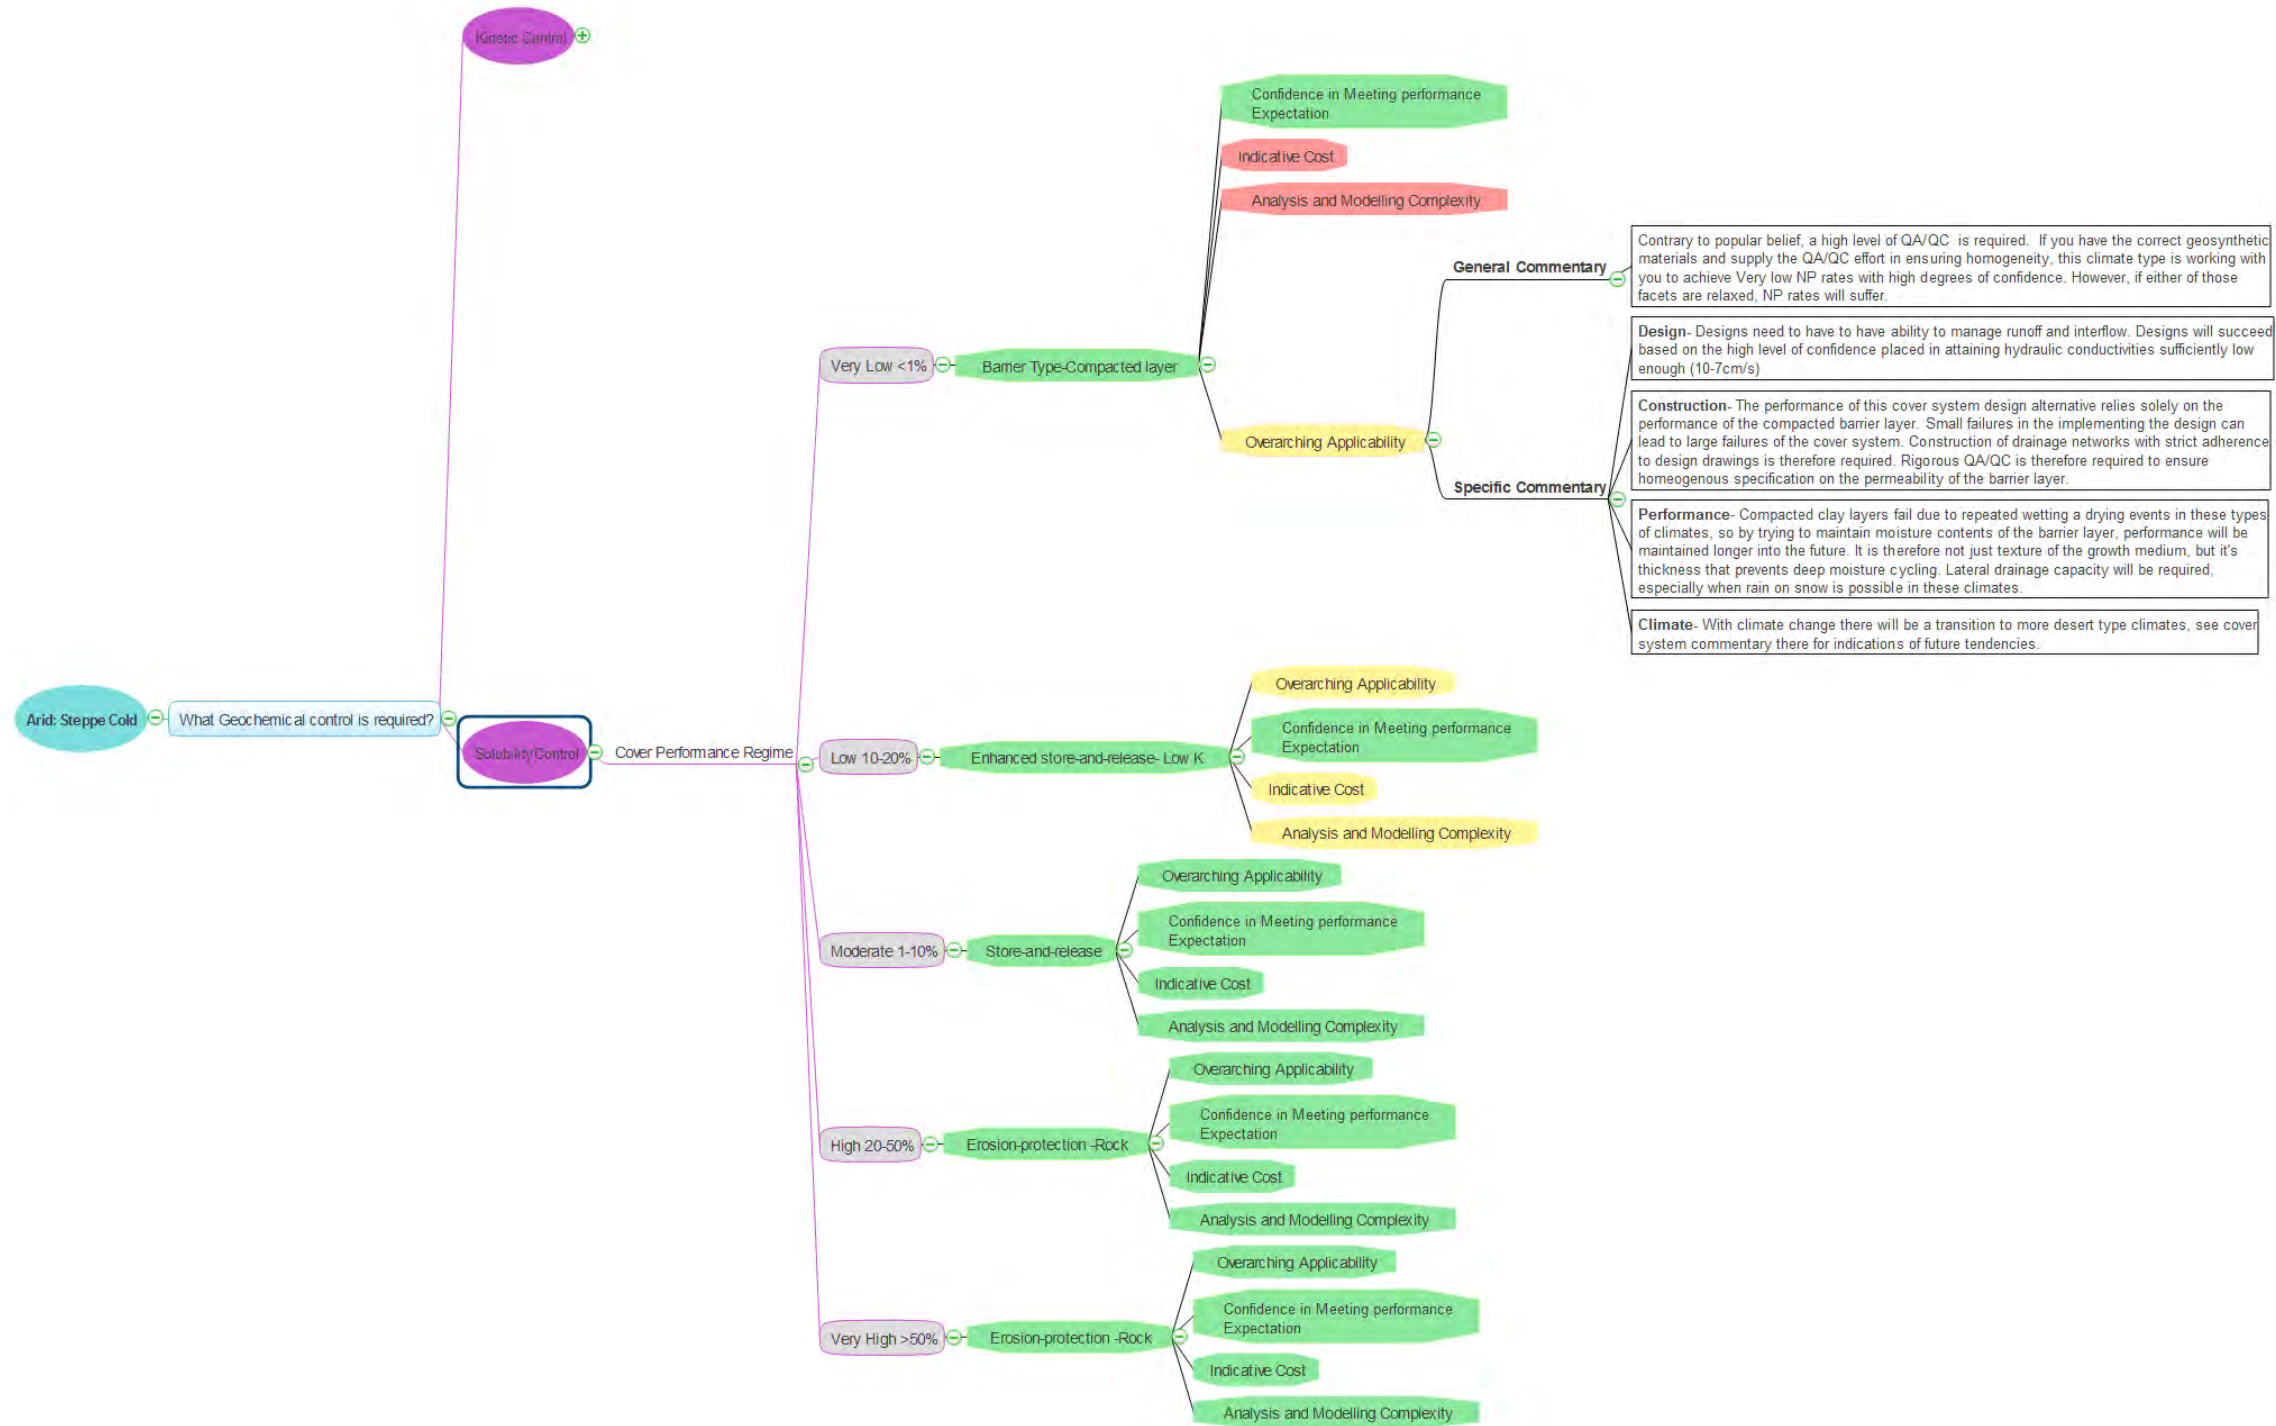 Kinetic Control
Arid: Steppe Cold
What Geochemical control is required?
Solubility Control
Cover Performance Regime
Very Low <1%
Barrier Type-Compacted layer
Confidence in Meeting performance
Expectation
Indicative Cost
Analysis and Modelling Complexity
Overarching Applicability
General Commentary
Contrary to popular belief, a high level of QA/QC is required. If you have the correct geosynthetic
materials and supply the QA/QC effort in ensuring homogeneity, this climate type is working with
you to achieve Very low NP rates with high degrees of confidence. However, if either of those
facets are relaxed, NP rates will suffer.
Specific Commentary
Design- Designs need to have to have ability to manage runoff and interflow. Designs will succeed
based on the high level of confidence placed in attaining hydraulic conductivities sufficiently low
enough (10-7cm/s)
Construction- The performance of this cover system design alternative relies solely on the
performance of the compacted barrier layer. Small failures in the implementing the design can
lead to large failures of the cover system. Construction of drainage networks with strict adherence
to design drawings is therefore required. Rigorous QA/QC is therefore required to ensure
homeogenous specification on the permeability of the barrier layer.
Performance- Compacted clay layers fail due to repeated wetting a drying events in these types
of climates, so by trying to maintain moisture contents of the barrier layer, performance will be
maintained longer into the future. It is therefore not just texture of the growth medium, but it's
thickness that prevents deep moisture cycling. Lateral drainage capacity will be required,
especially when rain on snow is possible in these climates.
Climate- With climate change there will be a transition to more desert type climates, see cover
system commentary there for indications of future tendencies.
Low 10-20%
Enhanced store-and-release- Low K
Overarching Applicability
Confidence in Meeting performance
Expectation
Indicative Cost
Analysis and Modelling Complexity
Moderate 1-10%
Store-and-release
Overarching Applicability
Confidence in Meeting performance
Expectation
Indicative Cost
Analysis and Modelling Complexity
High 20-50%
Erosion-protection -Rock
Overarching Applicability
Confidence in Meeting performance
Expectation
Indicative Cost
Analysis and Modelling Complexity
Very High >50%
Erosion-protection -Rock
Overarching Applicability
Confidence in Meeting performance
Expectation
Indicative Cost
Analysis and Modelling Complexity